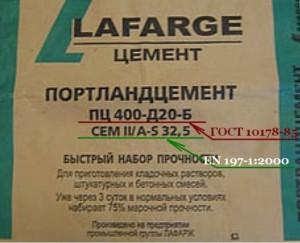 LAFARGE
ЦЕМЕНТ
ПОРТЛАНДЦЕМЕНТ
ПЦ 400-Д20-Б
ГОСТ 10178-85
СЕМ II/A-S 32,5
EN 197-1:2000
БЫСТРЫЙ НАБОР ПРОЧНОСТИ
Для приготовления кладочных растворов,
штукатурных и бетонных смесей.
Уже через 3 суток в нормальных условиях
набирает 75% марочной прочности.
Произведено на предприятии
промышленной группы ЛАФАРЖ